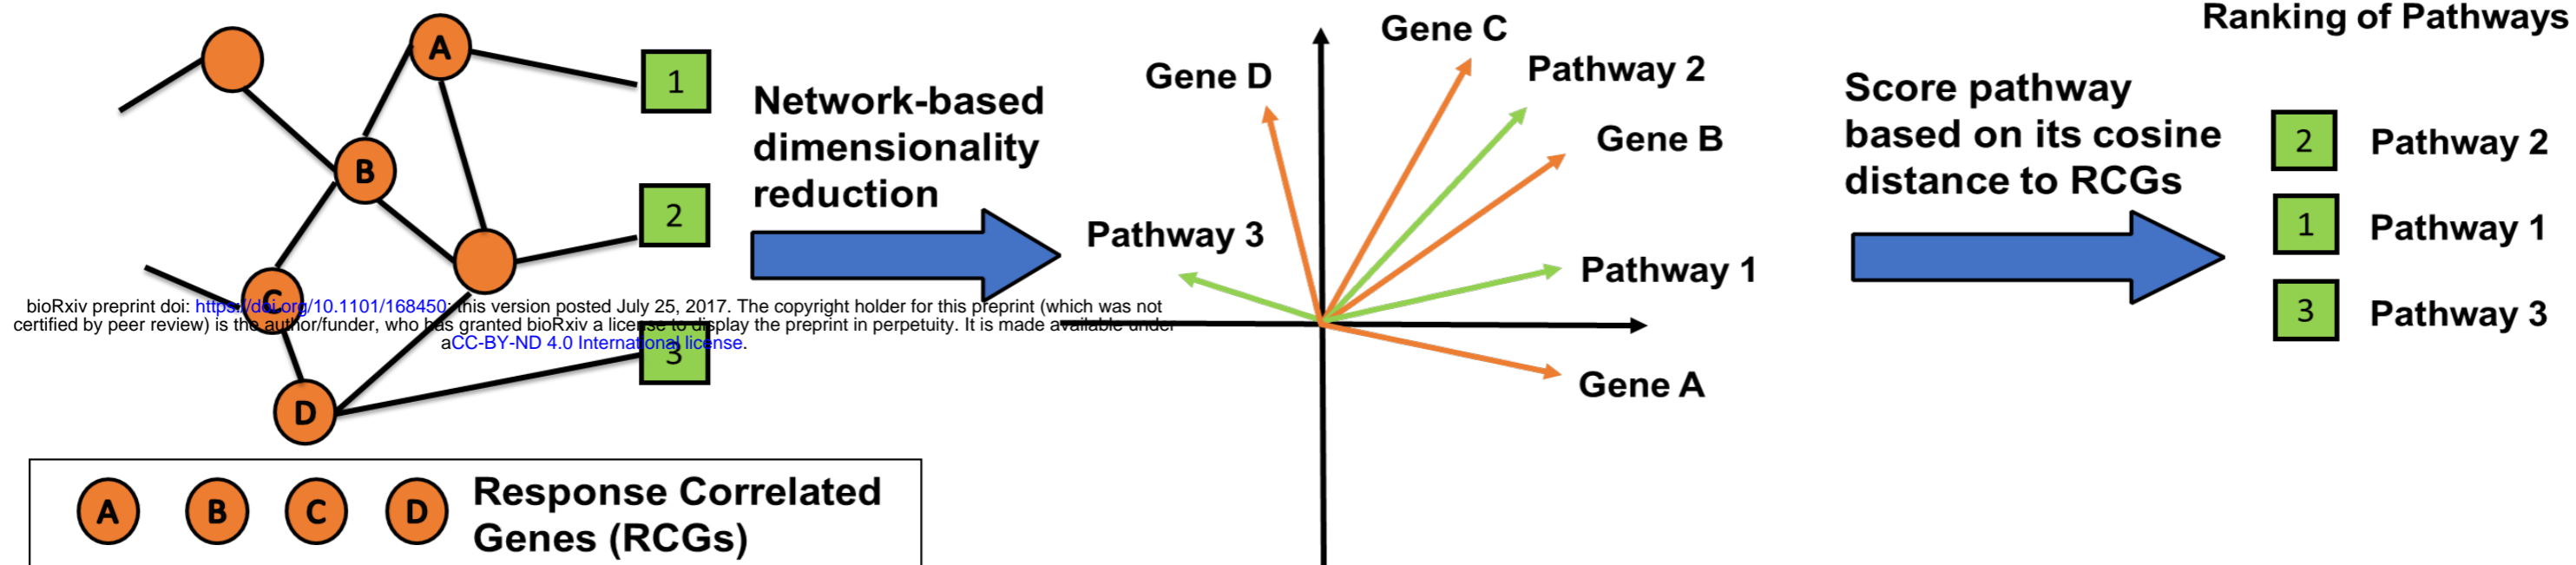 A
B
C
D
1
2
3
Network-based
dimensionality
reduction
bioRxiv preprint doi: https://doi.org/10.1101/168450; this version posted July 25, 2017. The copyright holder for this preprint (which was not
certified by peer review) is the author/funder, who has granted bioRxiv a license to display the preprint in perpetuity. It is made available under
aCC-BY-ND 4.0 International license.
A B C D
Response Correlated
Genes (RCGs)
Gene C
Gene D
Pathway 2
Gene B
Pathway 3
Pathway 1
Gene A
Score pathway
based on its cosine
distance to RCGs
Ranking of Pathways
2 Pathway 2
1 Pathway 1
3 Pathway 3